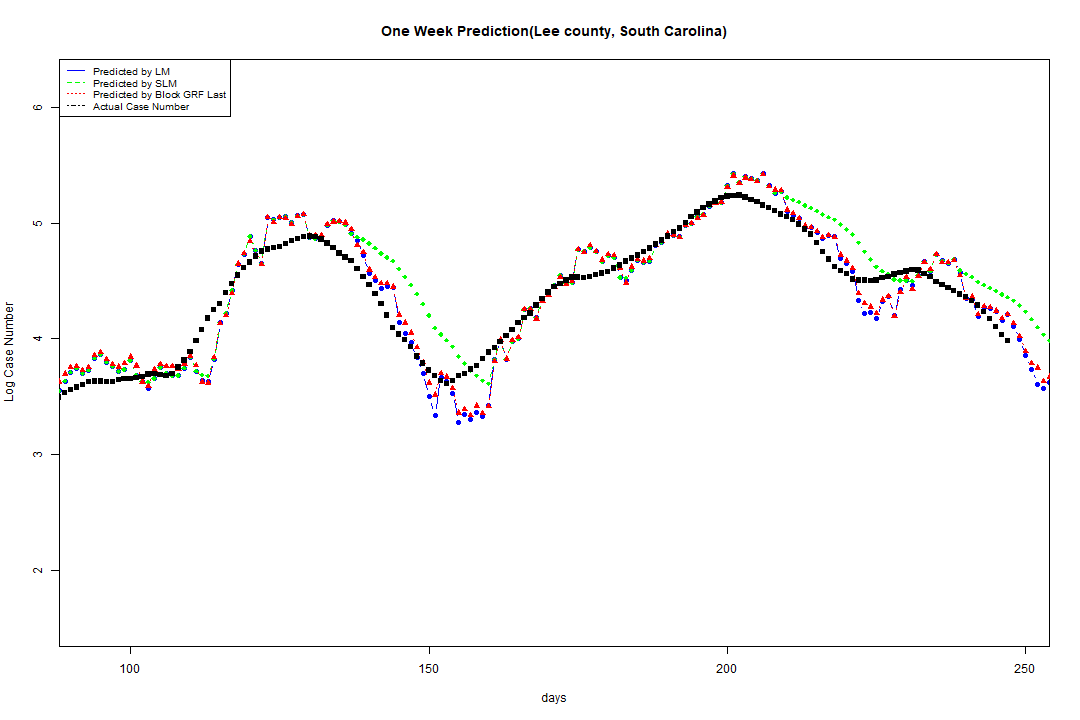 One Week Prediction(Lee county, South Carolina)
Predicted by LM
Predicted by SLM
Predicted by Block GRF Last
Actual Case Number
6
5
4
3
2
Log Case Number
100 150 200 250
days